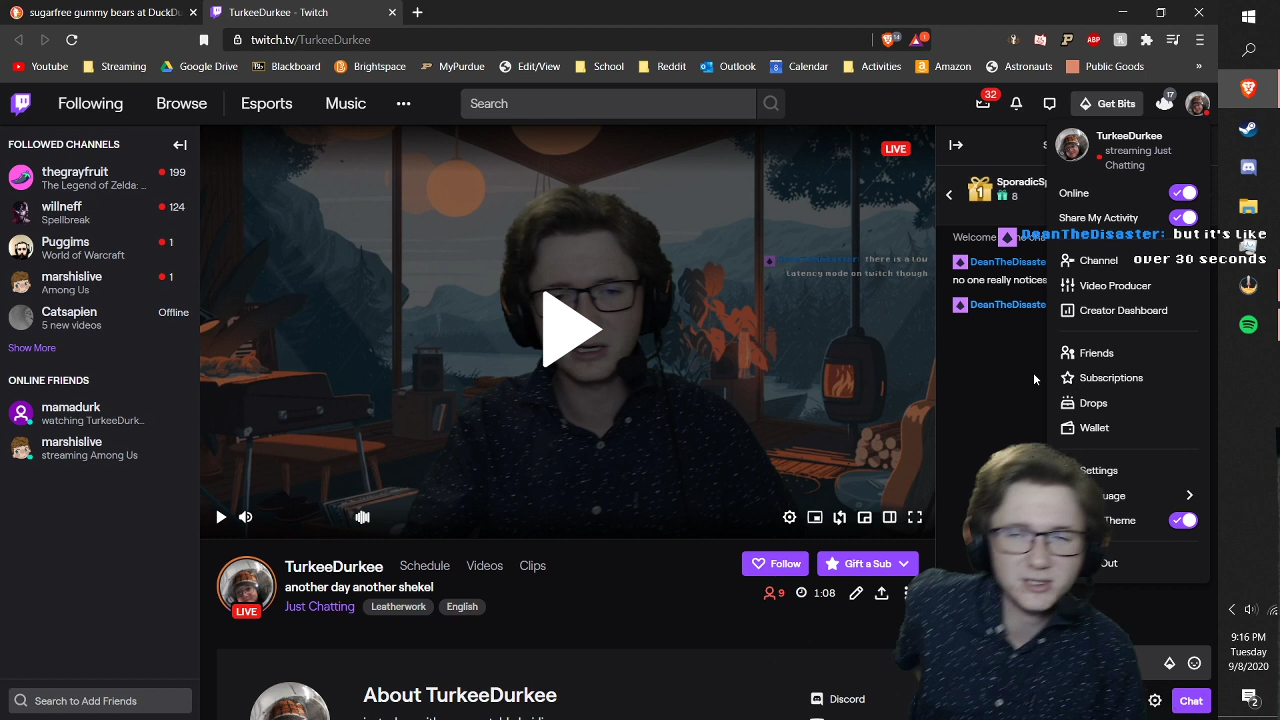 sugarfree gummy bears at DuckDu
TurkeeDurkee - Twitch
twitch.tv/TurkeeDurkee
14
1
ABP
Youtube
Streaming
Google Drive
Blackboard
Brightspace
MyPurdue
Edit/View
School
Reddit
Outlook
Calendar
Activities
Amazon
Astronauts
Public Goods
»
Following
Browse
Esports
Music
Search
32
Get Bits
17
FOLLOWED CHANNELS
thegrayfruit
199
The Legend of Zelda: ...
willneff
124
Spellbreak
Puggims
1
World of Warcraft
marshislive
1
Among Us
Catsapien
Offline
5 new videos
Show More
ONLINE FRIENDS
mamadurk
watching TurkeeDurk...
marshislive
streaming Among Us
Search to Add Friends
LIVE
there is a low
latency mode on twitch though
TurkeeDurkee
Schedule
Videos
Clips
another day another shekel
Just Chatting
Leatherwork
English
LIVE
Follow
Gift a Sub
9
1:08
About TurkeeDurkee
Discord
SporadicSp
1
8
Welcome
DeanTheDisaste
no one really notices
DeanTheDisaste
DeanTheDisaster: but it's like
over 30 seconds
TurkeeDurkee
streaming Just
Chatting
Online
Share My Activity
Channel
Video Producer
Creator Dashboard
Friends
Subscriptions
Drops
Wallet
Settings
uage
Theme
Out
Chat
9:16 PM
Tuesday
9/8/2020
2